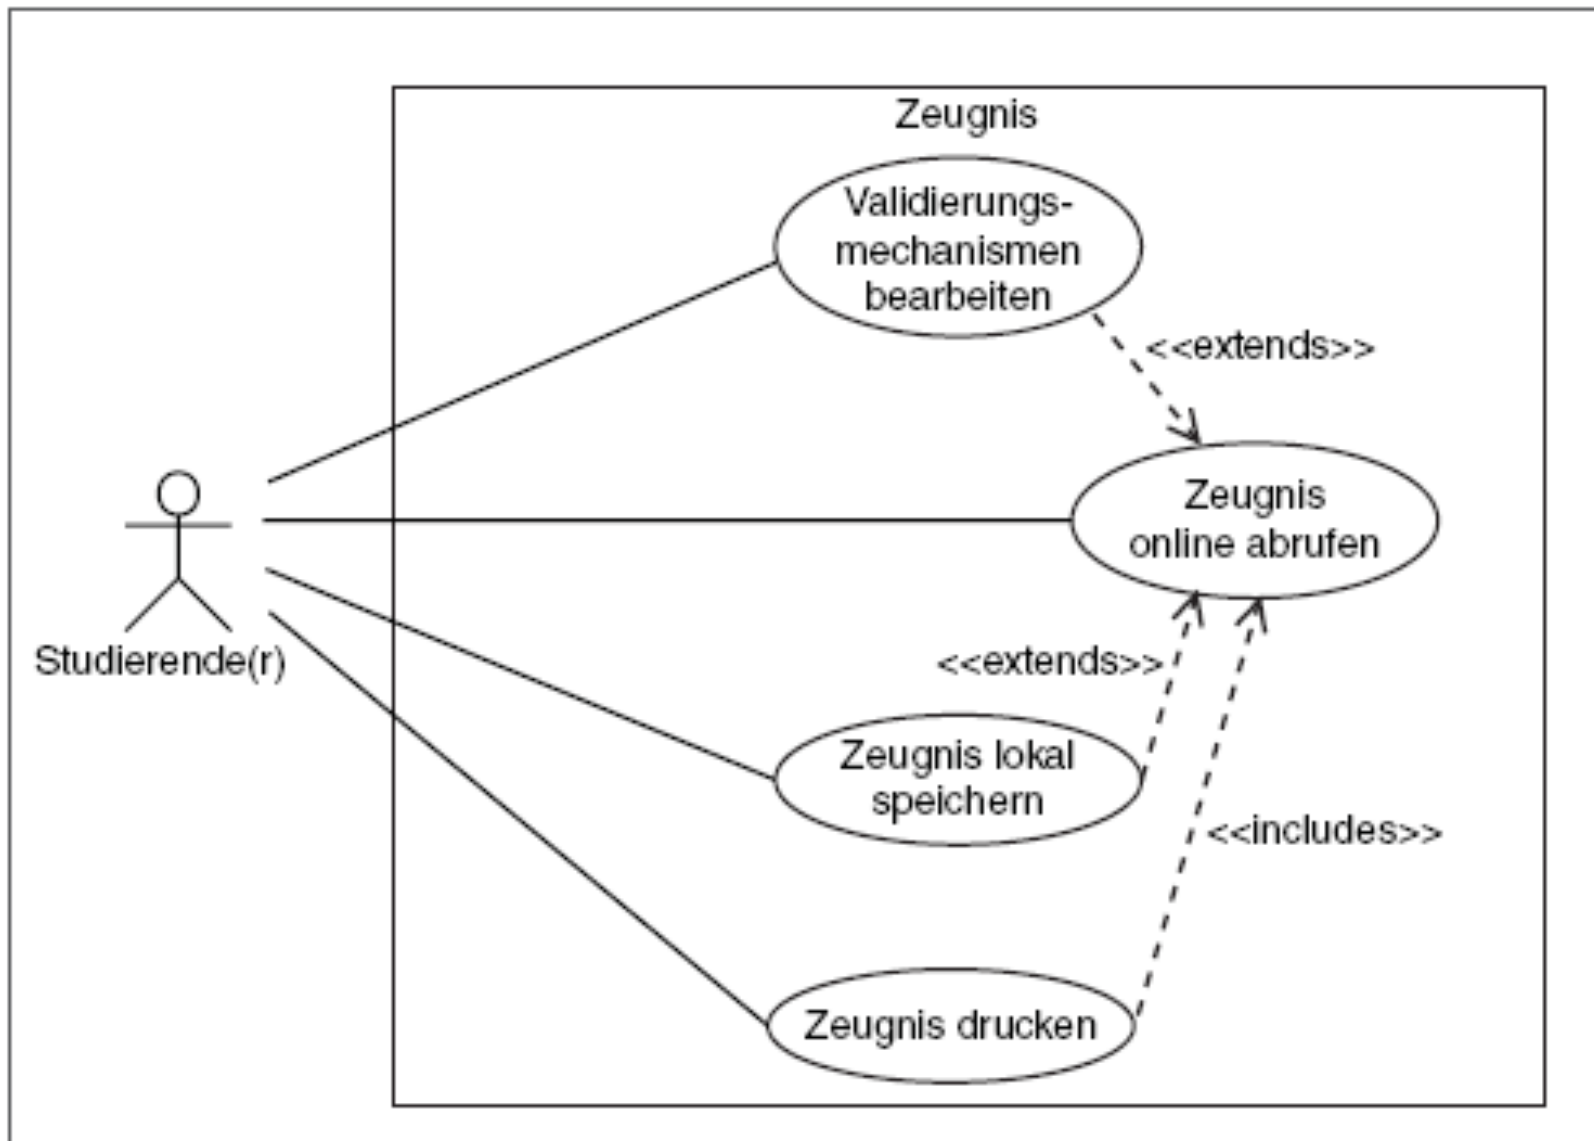 Zeugnis
Validierungs-
mechanismen
bearbeiten
<<extends>>
Zeugnis
online abrufen
Studierende(r)
<<extends>>
Zeugnis lokal
speichern
<<includes>>
Zeugnis drucken